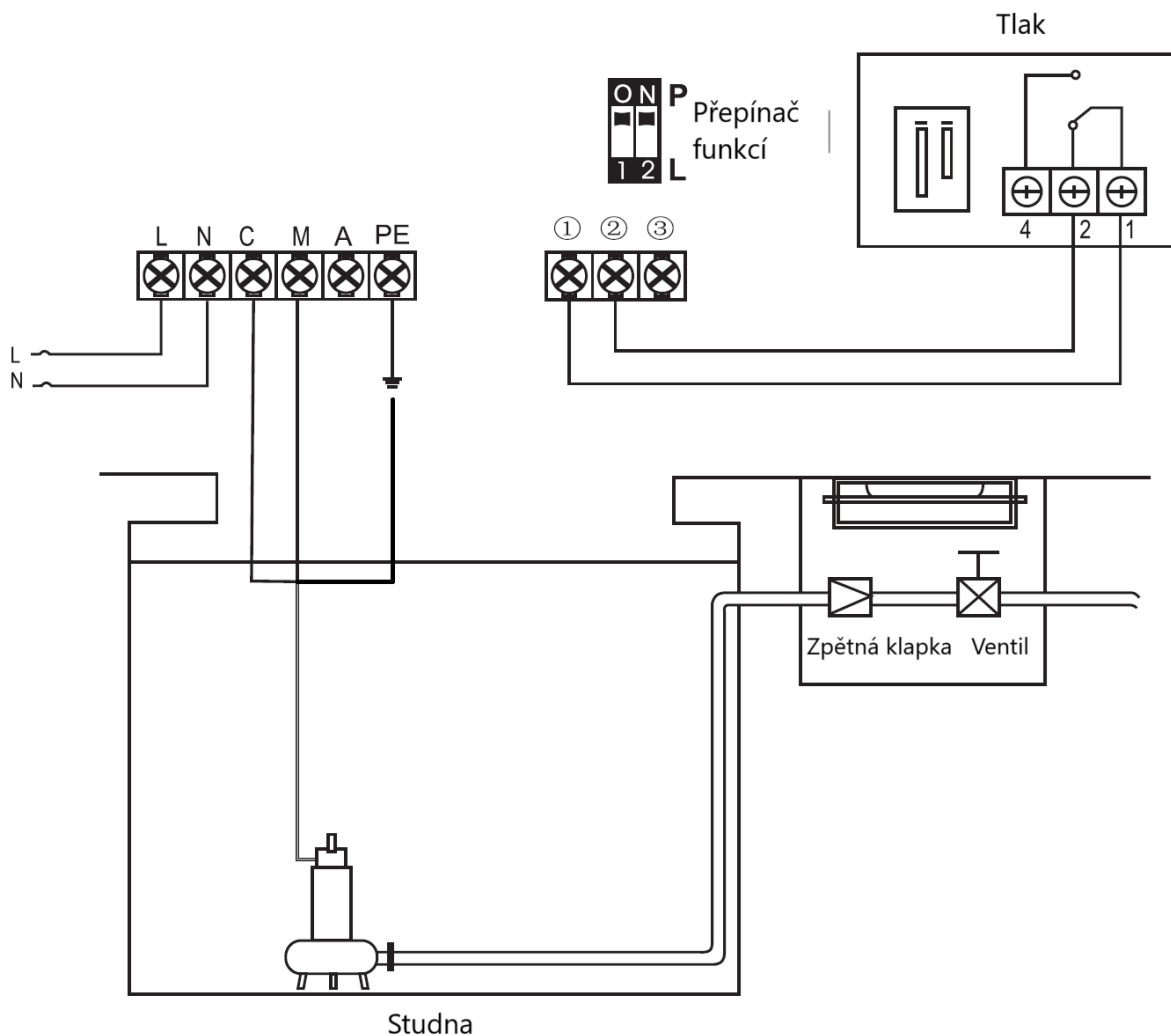 Tlak
ON P
Přepínač
funkcí
1 2 L
4 2 1
L N C M A PE
① ② ③
L
N
Zpětná klapka Ventil
Studna